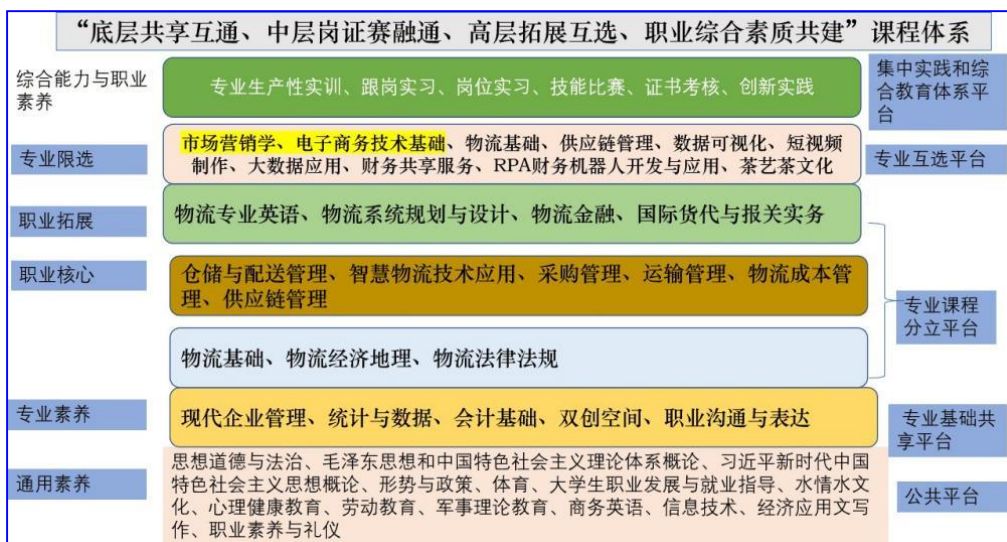 “底层共享互通、中层岗证赛融通、高层拓展互选、职业综合素质共建”课程体系
综合能力与职业
素养
专业生产性实训、跟岗实习、岗位实习、技能比赛、证书考核、创新实践
集中实践和综
合教育体系平
台
专业限选
市场营销学、电子商务技术基础、物流基础、供应链管理、数据可视化、短视频
制作、大数据应用、财务共享服务、RPA财务机器人开发与应用、茶艺茶文化
专业互选平台
职业拓展
物流专业英语、物流系统规划与设计、物流金融、国际货代与报关实务
职业核心
仓储与配送管理、智慧物流技术应用、采购管理、运输管理、物流成本管
理、供应链管理
专业课程
分立平台
物流基础、物流经济地理、物流法律法规
专业素养
现代企业管理、统计与数据、会计基础、双创空间、职业沟通与表达
专业基础共
享平台
通用素养
思想道德与法治、毛泽东思想和中国特色社会主义理论体系概论、习近平新时代中国
特色社会主义思想概论、形势与政策、体育、大学生职业发展与就业指导、水情水文
化、心理健康教育、劳动教育、军事理论教育、商务英语、信息技术、经济应用文写
作、职业素养与礼仪
公共平台